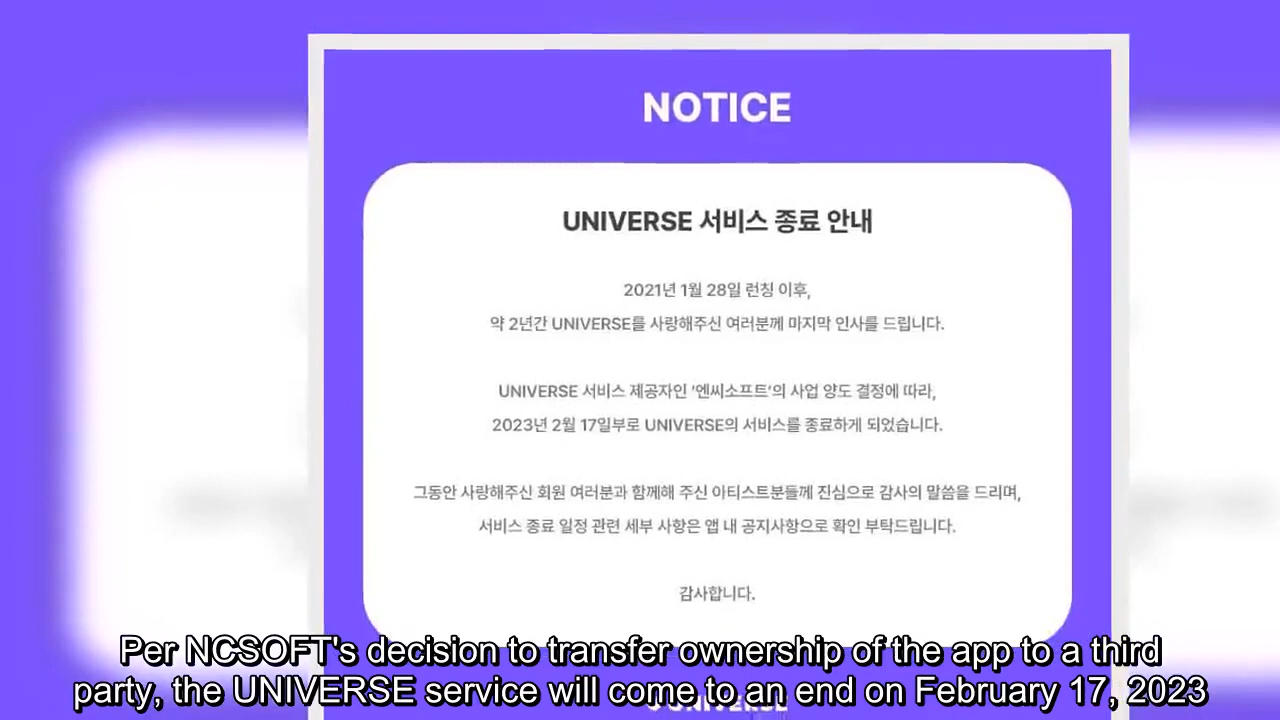 NOTICE
UNIVERSE 서비스 종료 안내
2021년 1월 28일 런칭 이후,
약 2년간 UNIVERSE를 사랑해주신 여러분께 마지막 인사를 드립니다.
UNIVERSE 서비스 제공자인 '엔씨소프트'의 사업 양도 결정에 따라,
2023년 2월 17일부로 UNIVERSE의 서비스를 종료하게 되었습니다.
그동안 사랑해주신 회원 여러분과 함께해 주신 아티스트분들께 진심으로 감사의 말씀을 드리며,
서비스 종료 일정 관련 세부 사항은 앱 내 공지사항으로 확인 부탁드립니다.
감사합니다.
Per NCSOFT's decision to transfer ownership of the app to a third
party, the UNIVERSE service will come to an end on February 17, 2023
UNIVERSE